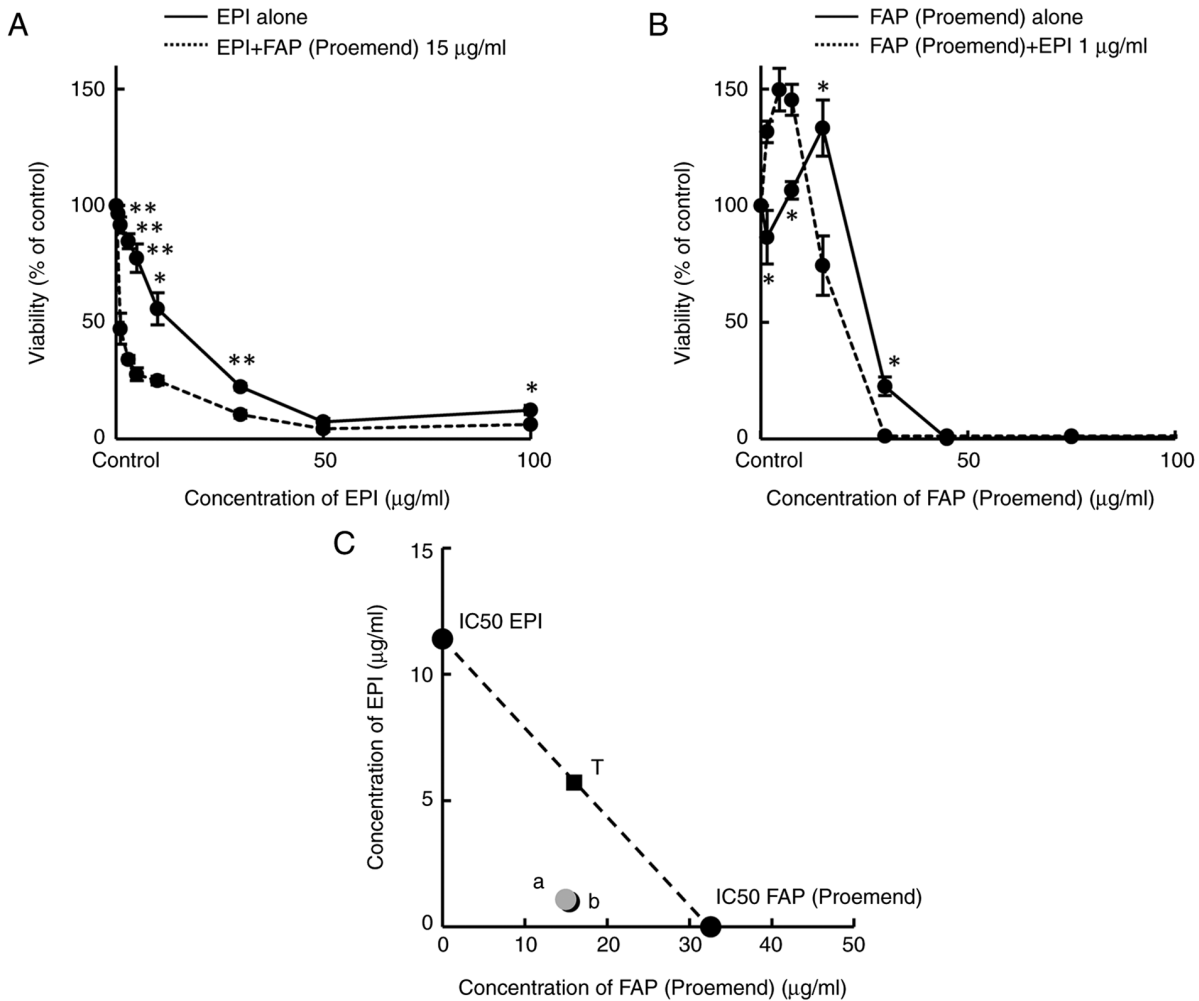 A
EPI alone
EPI+FAP (Proemend) 15 μg/ml
150
100
50
0
Viability (% of control)
**
**
**
*
**
*
Control
50
100
Concentration of EPI (μg/ml)
B
FAP (Proemend) alone
FAP (Proemend)+EPI 1 μg/ml
150
100
50
0
Viability (% of control)
*
*
*
*
Control
50
100
Concentration of FAP (Proemend) (μg/ml)
C
15
10
5
0
Concentration of EPI (μg/ml)
IC50 EPI
T
a
b
IC50 FAP (Proemend)
0
10
20
30
40
50
Concentration of FAP (Proemend) (μg/ml)